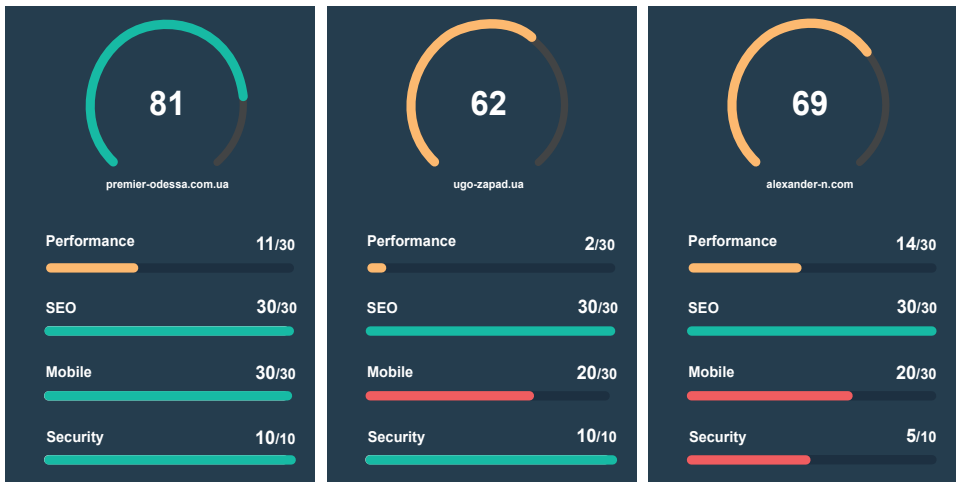 81
premier-odessa.com.ua
Performance 11/30
SEO 30/30
Mobile 30/30
Security 10/10
62
ugo-zapad.ua
Performance 2/30
SEO 30/30
Mobile 20/30
Security 10/10
69
alexander-n.com
Performance 14/30
SEO 30/30
Mobile 20/30
Security 5/10